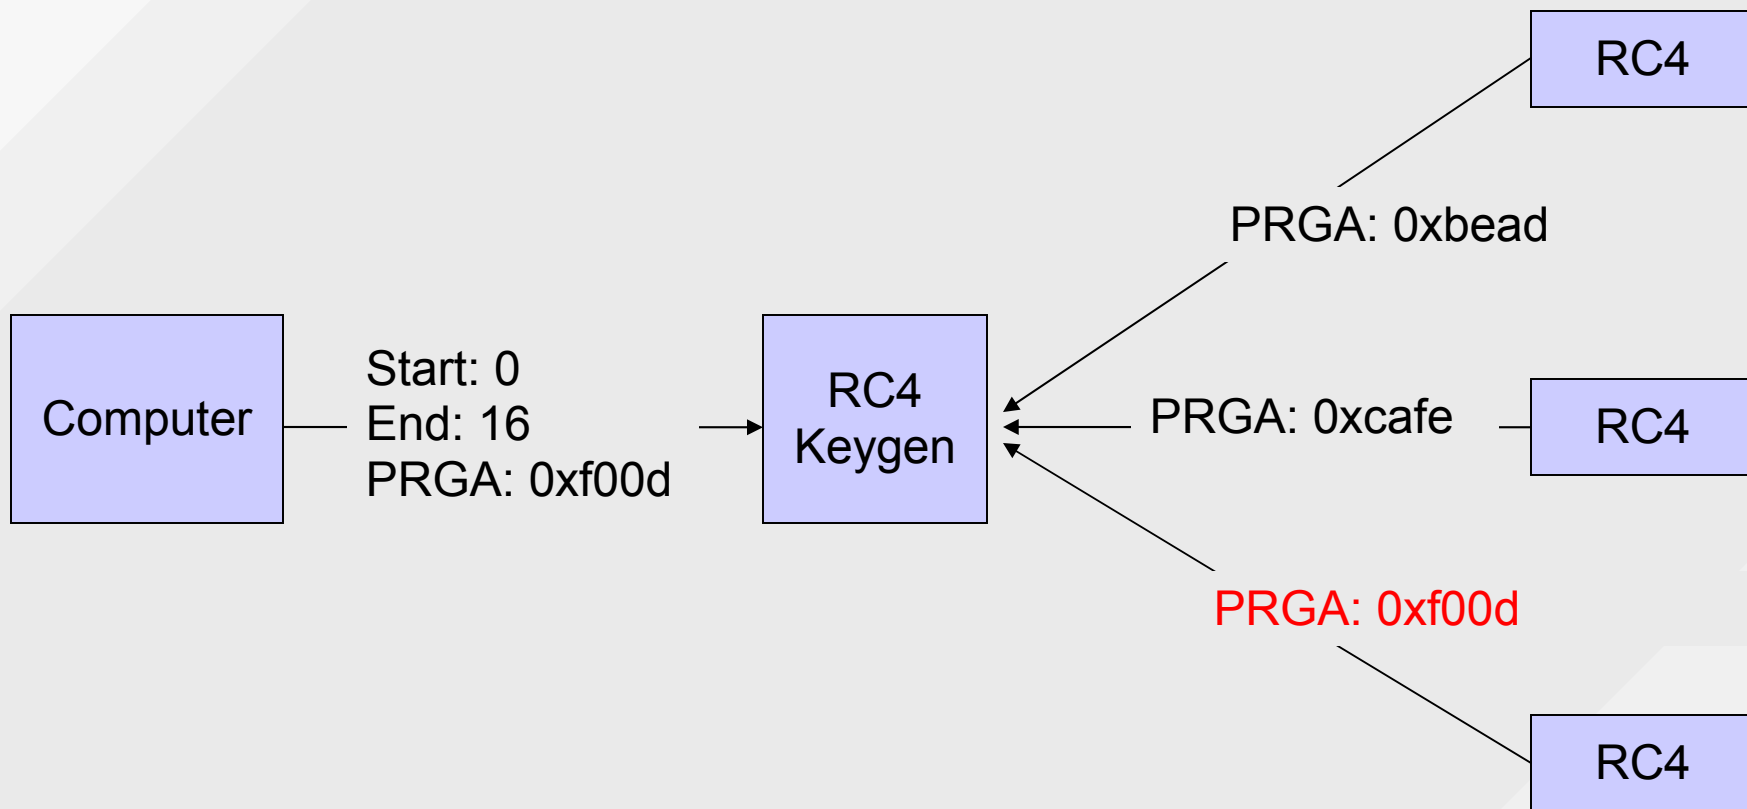 RC4
PRGA: 0xbead
Computer
Start: 0
End: 16
PRGA: 0xf00d
RC4
Keygen
PRGA: 0xcafe
RC4
PRGA: 0xf00d
RC4